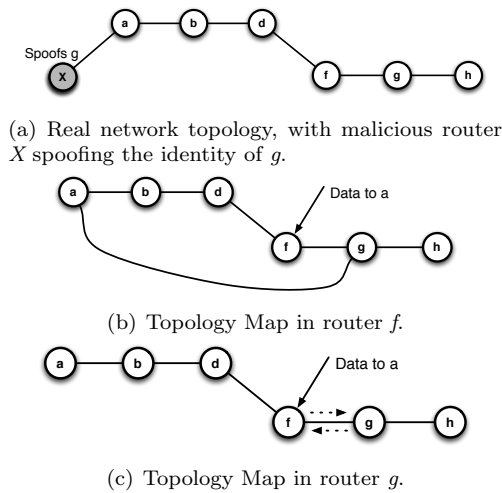 a b d
Spoofs g
X f g h
(a) Real network topology, with malicious router
X spoofing the identity of g.
a b d
Data to a
f g h
(b) Topology Map in router f.
a b d
Data to a
f g h
(c) Topology Map in router g.